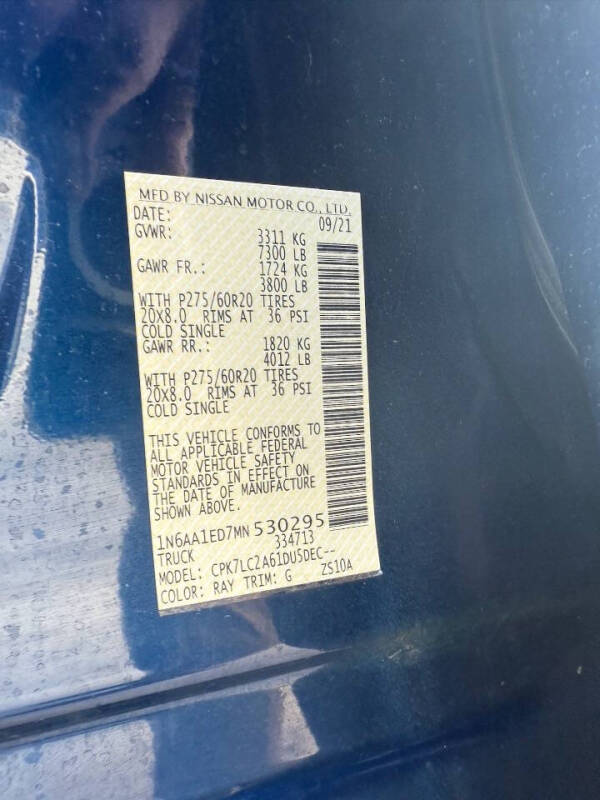 MFD BY NISSAN MOTOR CO., LTD.
DATE: 09/21
GVWR: 3311 KG
7300 LB
GAWR FR.: 1724 KG
3800 LB
WITH P275/60R20 TIRES
20X8.0 RIMS AT 36 PSI
COLD SINGLE
GAWR RR.: 1820 KG
4012 LB
WITH P275/60R20 TIRES
20X8.0 RIMS AT 36 PSI
COLD SINGLE
THIS VEHICLE CONFORMS TO
ALL APPLICABLE FEDERAL
MOTOR VEHICLE SAFETY
STANDARDS IN EFFECT ON
THE DATE OF MANUFACTURE
SHOWN ABOVE.
1N6AA1ED7MN 530295
TRUCK 334713
MODEL: CPK7LC2A61DU5DEC--
COLOR: RAY TRIM: G ZS10A